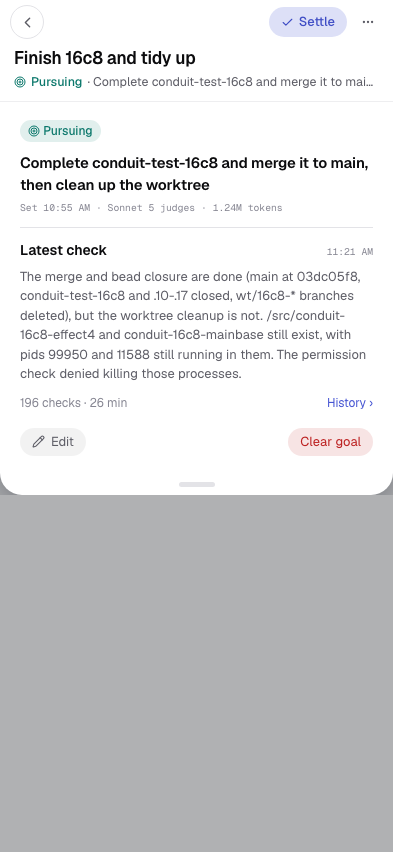 Settle
Finish 16c8 and tidy up
Pursuing · Complete conduit-test-16c8 and merge it to mai...
Pursuing
Complete conduit-test-16c8 and merge it to main,
then clean up the worktree
Set 10:55 AM · Sonnet 5 judges · 1.24M tokens
Latest check
11:21 AM
The merge and bead closure are done (main at 03dc05f8,
conduit-test-16c8 and .10-.17 closed, wt/16c8-* branches
deleted), but the worktree cleanup is not. /src/conduit-
16c8-effect4 and conduit-16c8-mainbase still exist, with
pids 99950 and 11588 still running in them. The permission
check denied killing those processes.
196 checks · 26 min
History ›
Edit
Clear goal